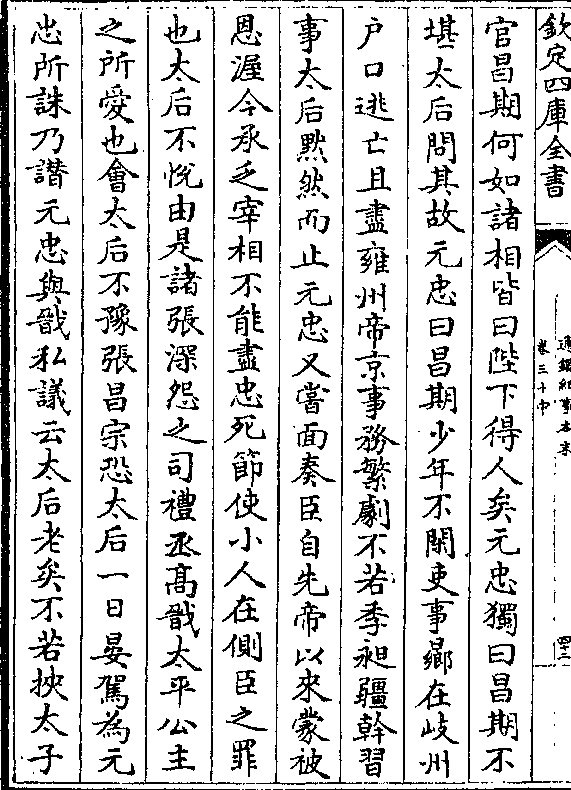 欽定四庫全書
通鑑紀事本末
卷三十中
四十二
官昌期何如諸相皆曰陛下得人矣元忠獨曰昌期不
堪太后問其故元忠曰昌期少年不閑吏事曏在岐州
户口逃亡且盡雍州帝京事務繁劇不若季昶彊幹習
事太后黙然而止元忠又嘗面奏臣自先帝以來蒙被
恩渥今承乏宰相不能盡忠死節使小人在側臣之罪
也太后不悅由是諸張深怨之司禮丞髙戩太平公主
之所愛也會太后不豫張昌宗恐太后一日晏駕為元
忠所誅乃譖元忠與戩私議云太后老矣不若挾太子